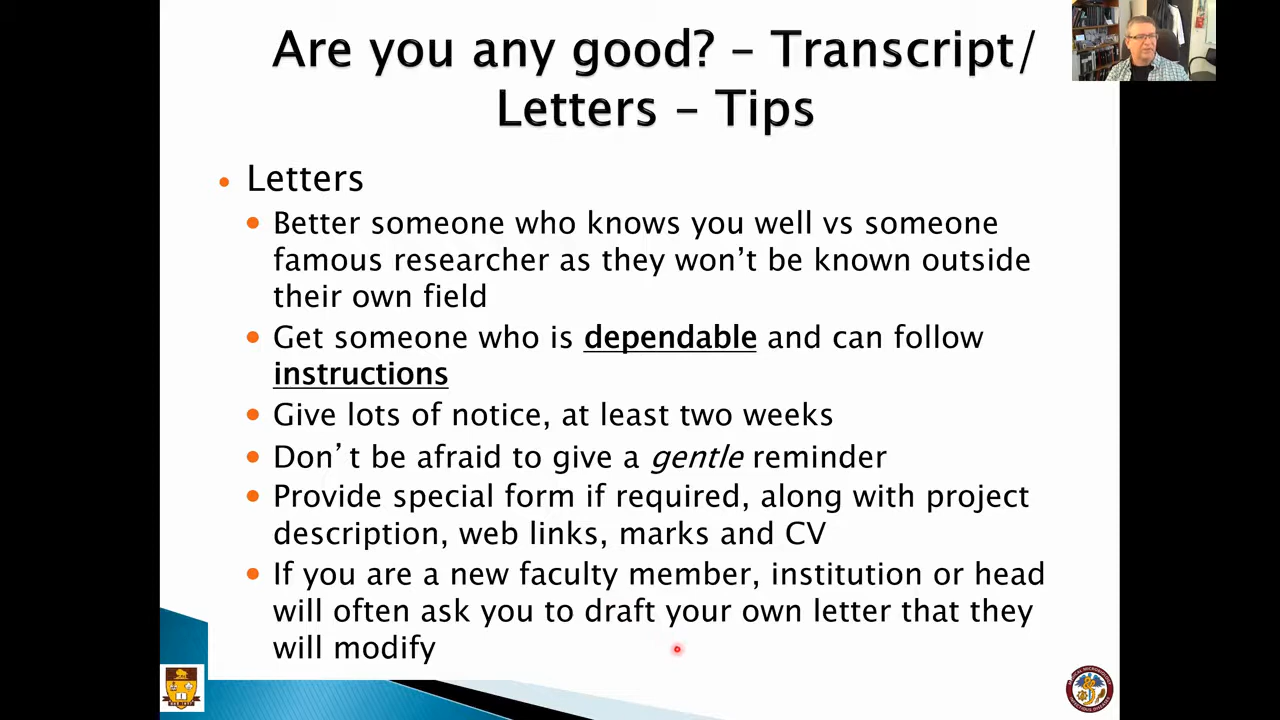 Are you any good? – Transcript/
Letters – Tips
• Letters
• Better someone who knows you well vs someone
famous researcher as they won’t be known outside
their own field
• Get someone who is dependable and can follow
instructions
• Give lots of notice, at least two weeks
• Don’t be afraid to give a gentle reminder
• Provide special form if required, along with project
description, web links, marks and CV
• If you are a new faculty member, institution or head
will often ask you to draft your own letter that they
will modify